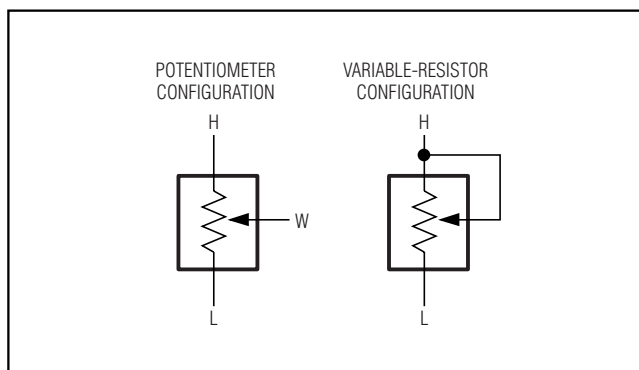 POTENTIOMETER
CONFIGURATION
H
W
L
VARIABLE-RESISTOR
CONFIGURATION
H
L